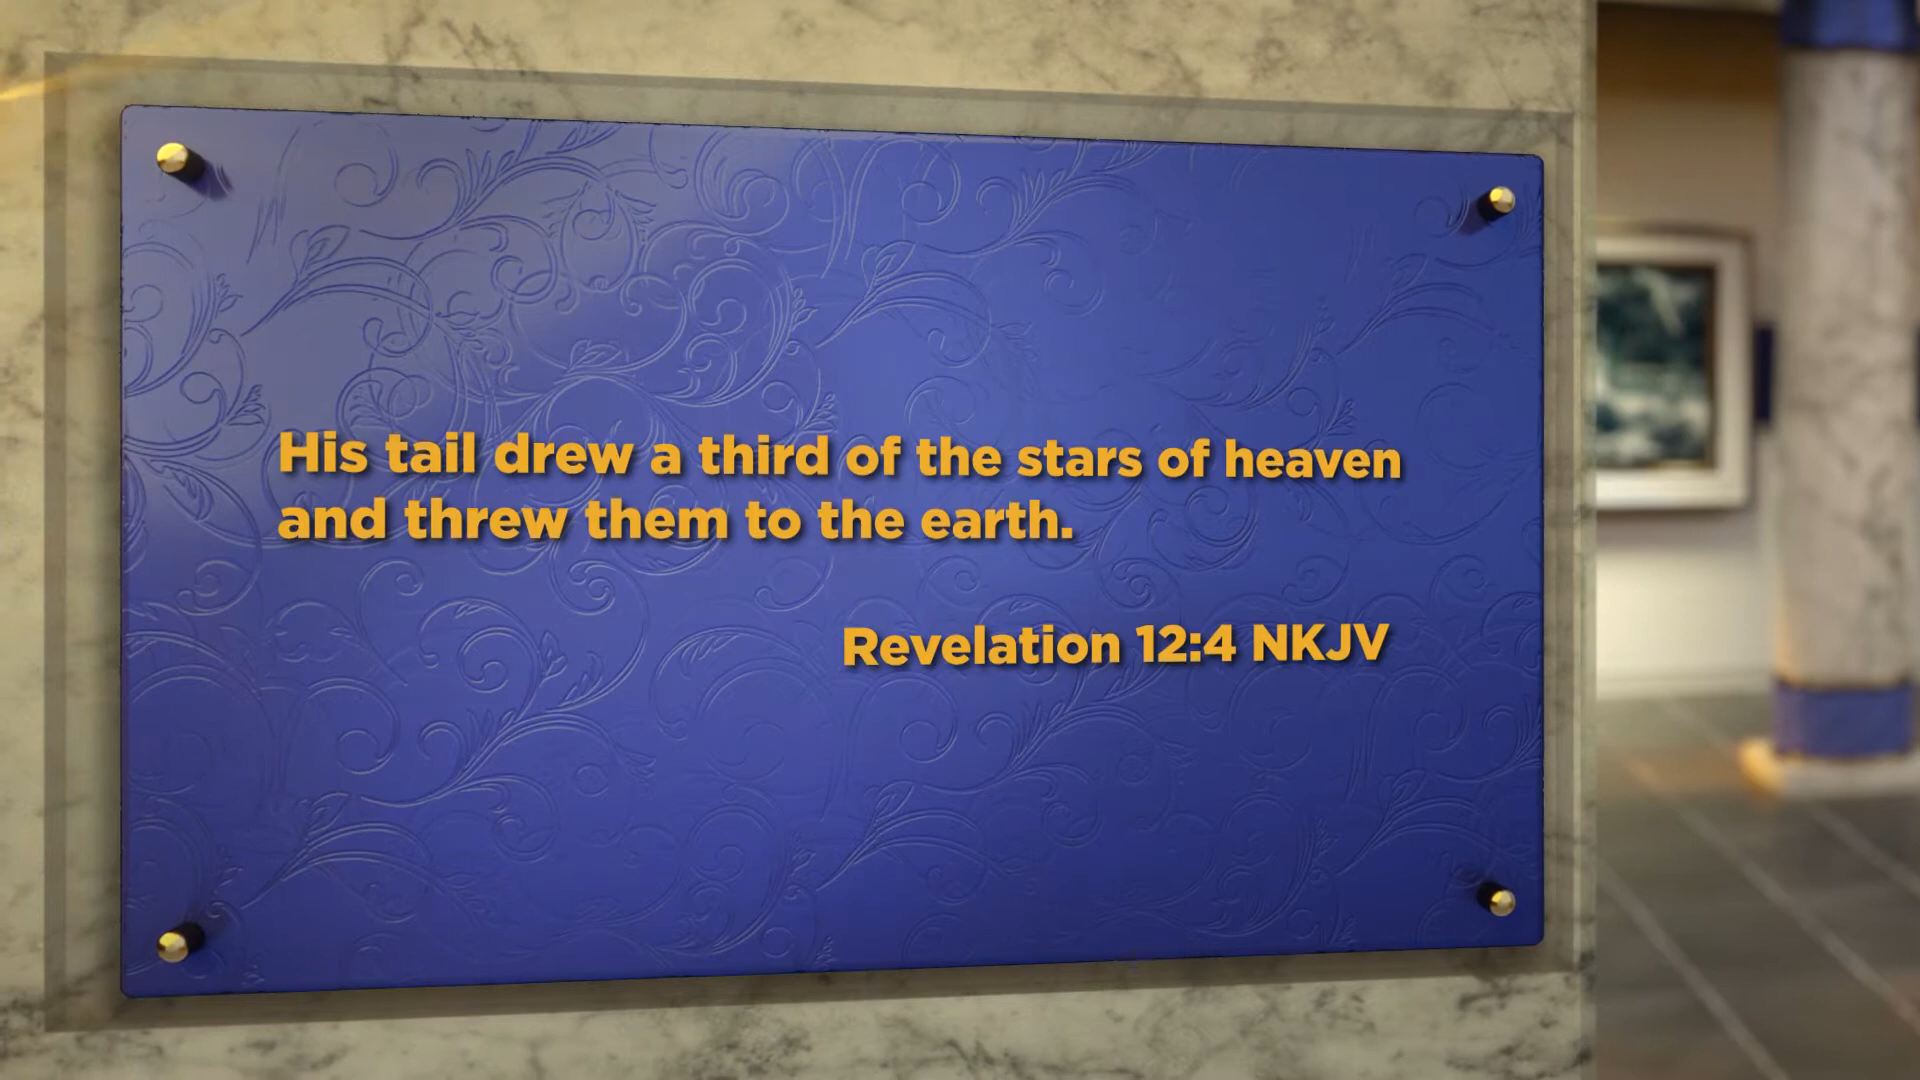 His tail drew a third of the stars of heaven
and threw them to the earth.
Revelation 12:4 NKJV